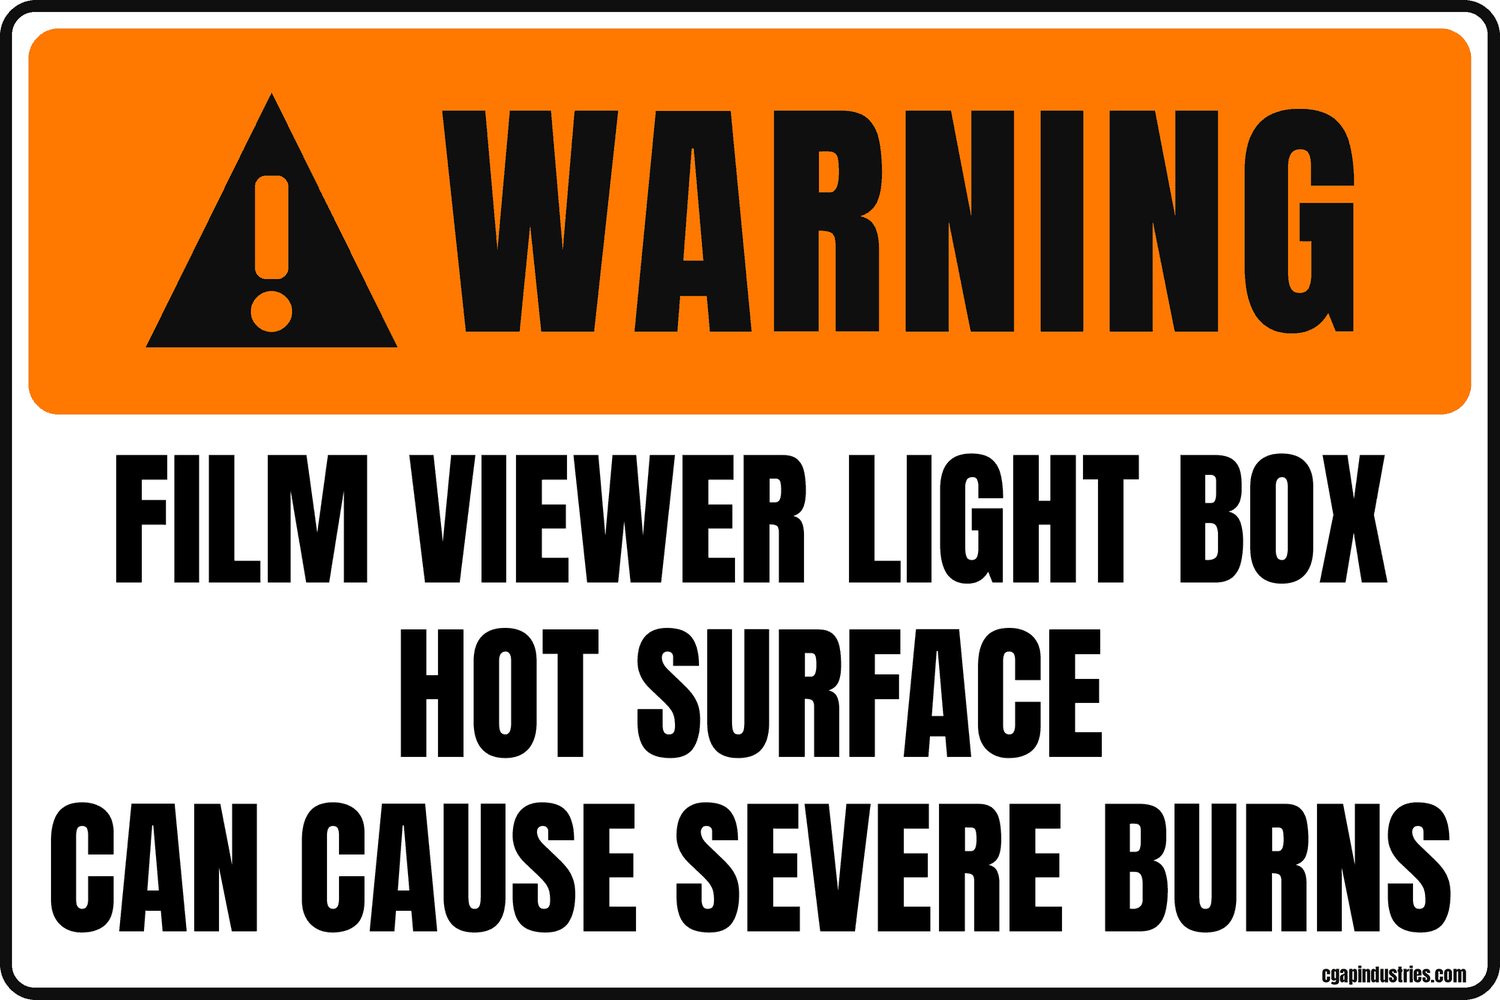 WARNING
FILM VIEWER LIGHT BOX
HOT SURFACE
CAN CAUSE SEVERE BURNS
cgapindustries.com